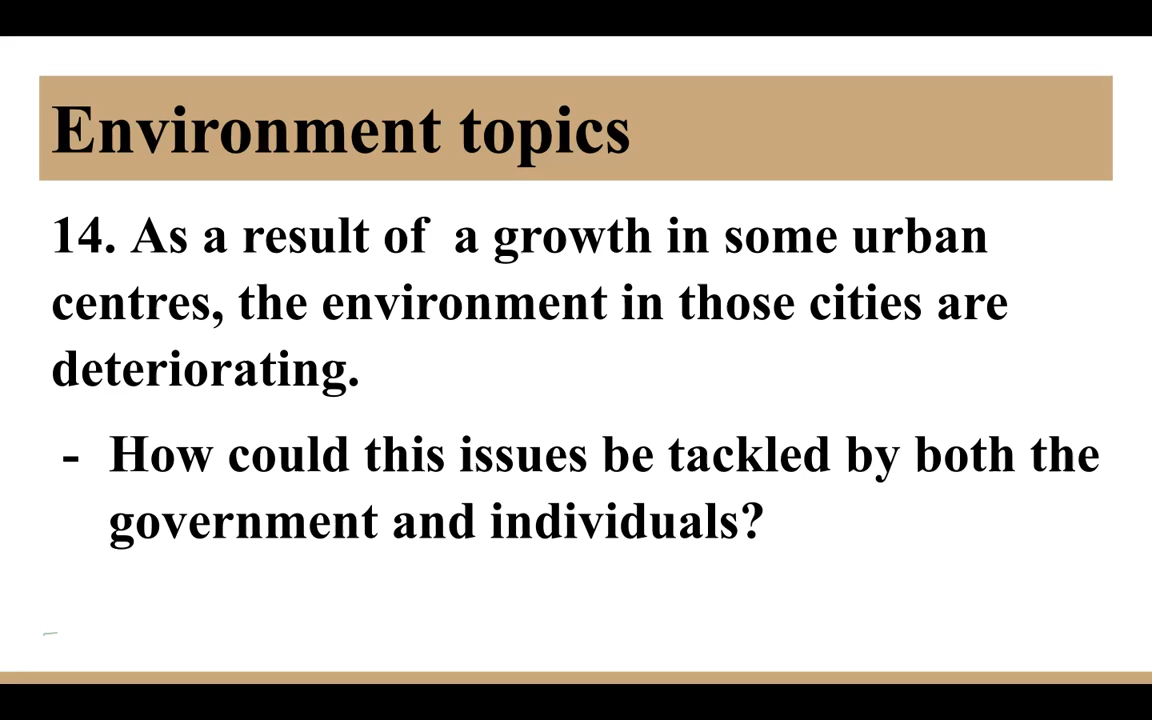 Environment topics
14. As a result of  a growth in some urban
centres, the environment in those cities are
deteriorating.
- How could this issues be tackled by both the
government and individuals?